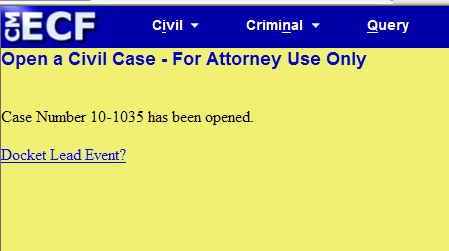 CM ECF Civil Criminal Query
Open a Civil Case - For Attorney Use Only
Case Number 10-1035 has been opened.
Docket Lead Event?